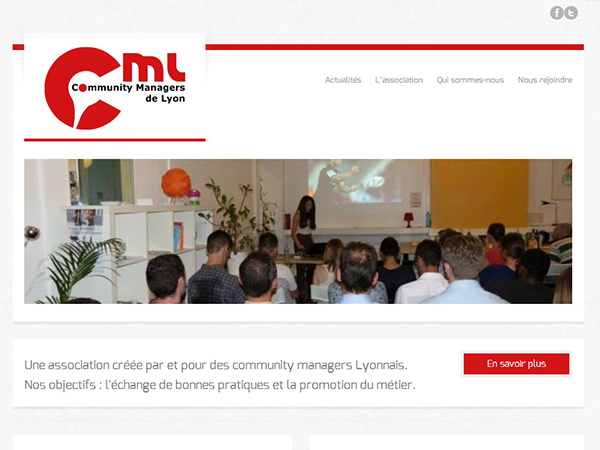 cml
Community Managers
de Lyon
Actualités L'association Qui sommes-nous Nous rejoindre
Une association créée par et pour des community managers Lyonnais.
Nos objectifs : l'échange de bonnes pratiques et la promotion du métier.
En savoir plus